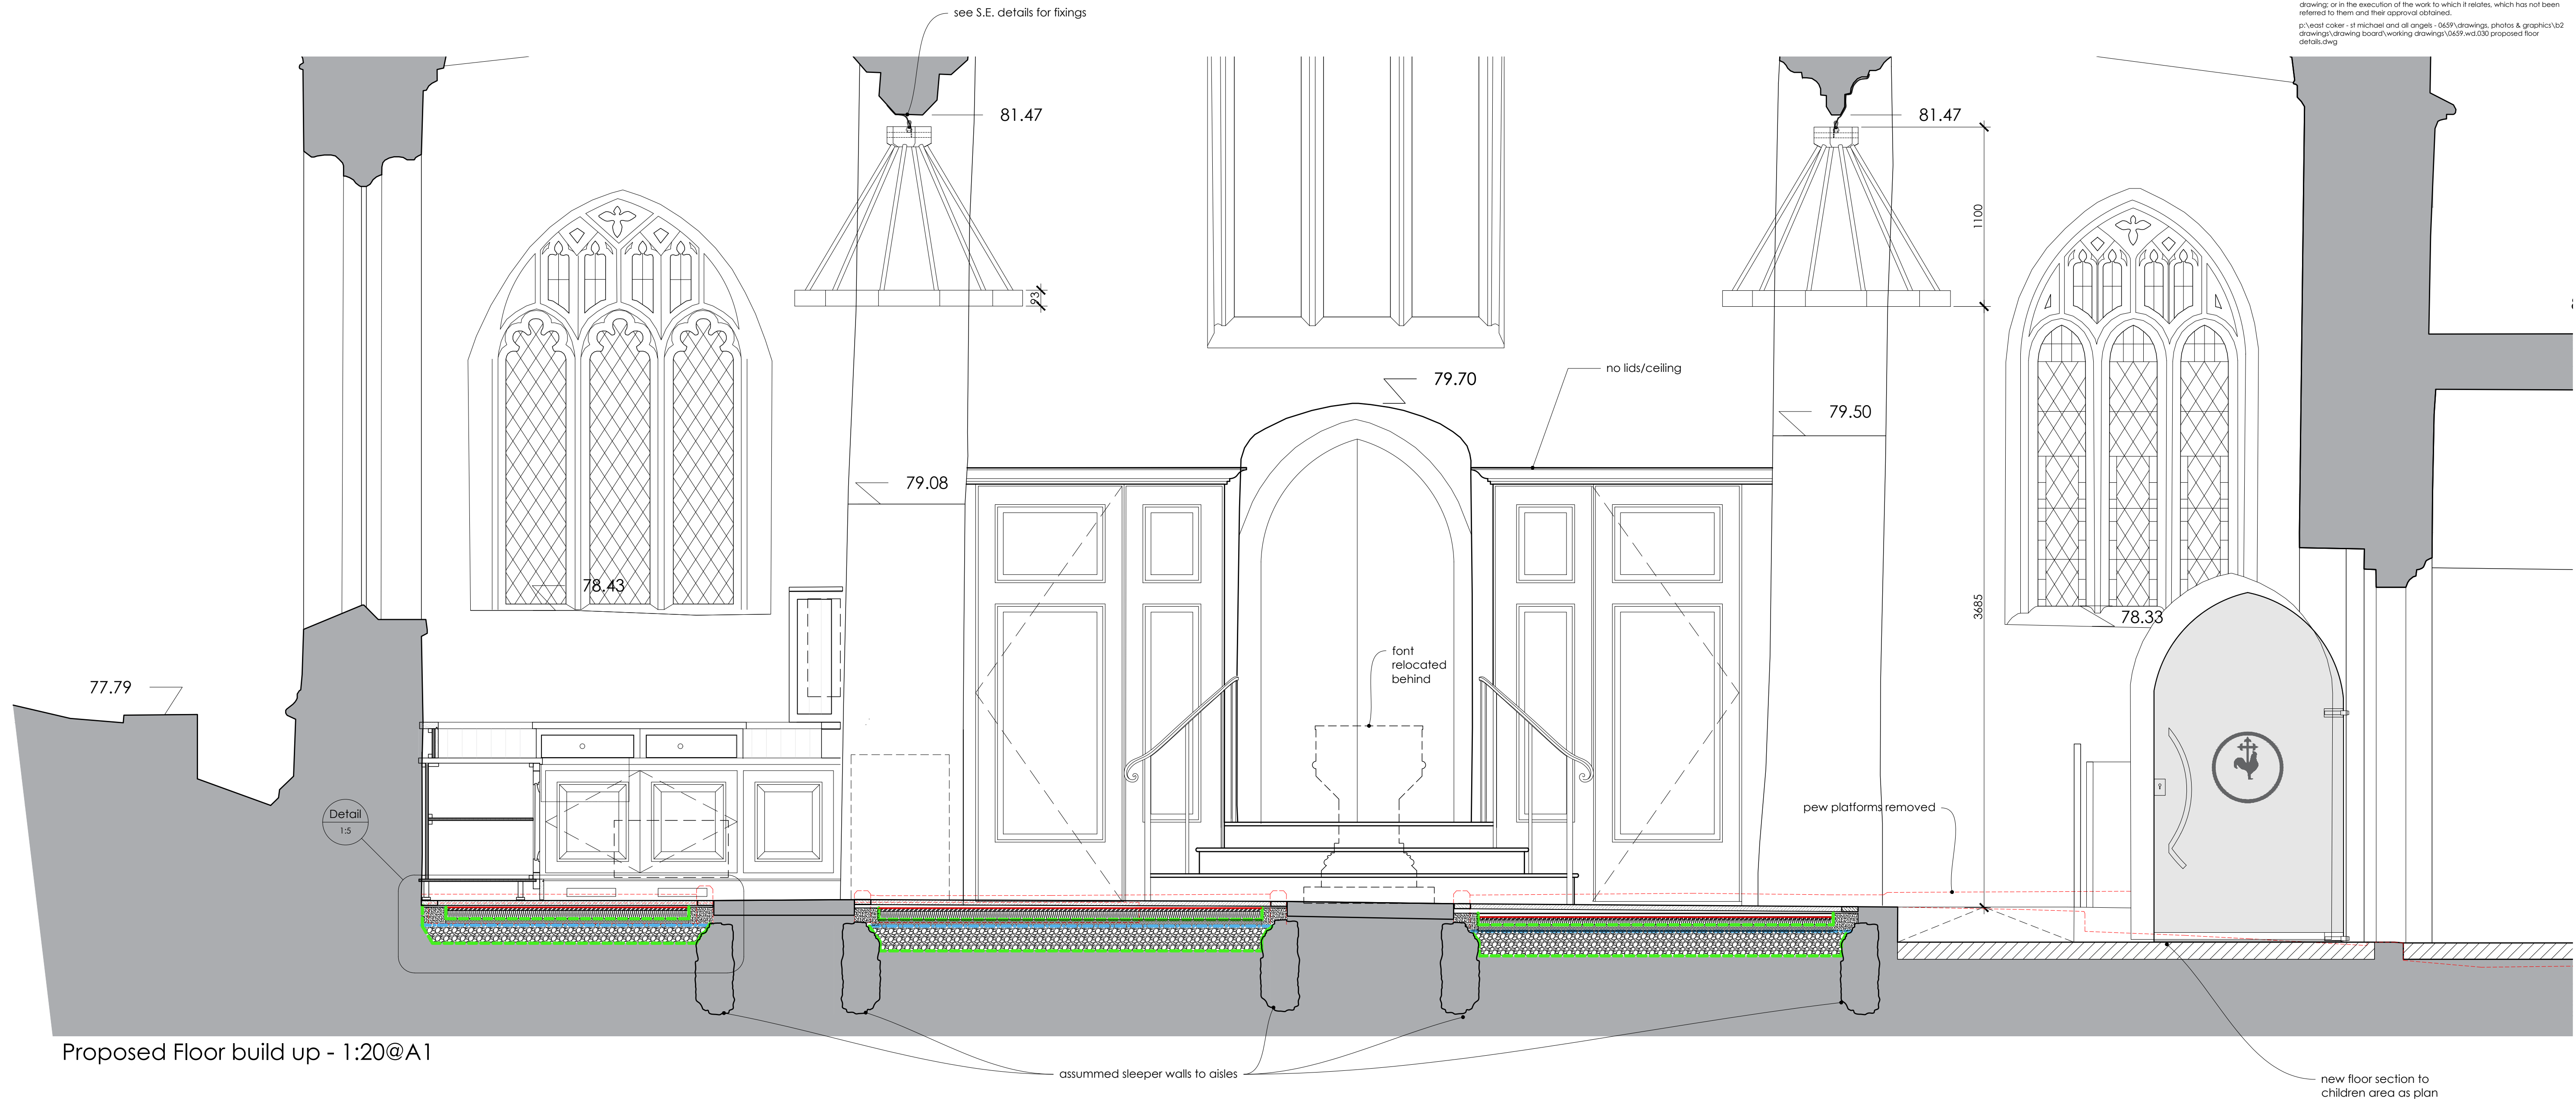 drawing; or in the execution of the work to which it relates, which has not been
referred to them and their approval obtained.
p:\east coker - st michael and all angels - 0659\drawings, photos & graphics\b2
drawings\drawing board\working drawings\0659.wd.030 proposed floor
details.dwg
see S.E. details for fixings
81.47
81.47
1100
93
no lids/ceiling
79.70
79.50
79.08
78.43
3685
78.33
font
relocated
behind
77.79
pew platforms removed
Detail
1:5
Proposed Floor build up - 1:20@A1
assummed sleeper walls to aisles
new floor section to
children area as plan